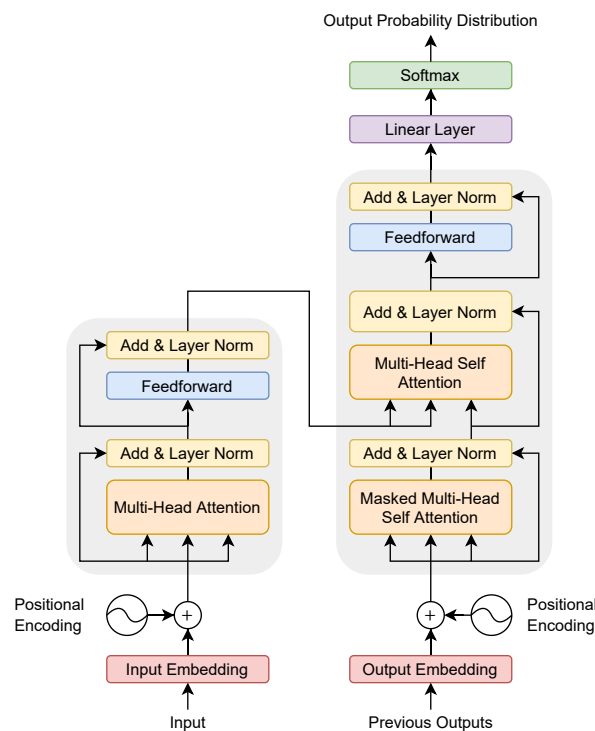 Output Probability Distribution
Softmax
Linear Layer
Add & Layer Norm
Feedforward
Add & Layer Norm
Multi-Head Self
Attention
Add & Layer Norm
Masked Multi-Head
Self Attention
Add & Layer Norm
Feedforward
Add & Layer Norm
Multi-Head Attention
Positional
Encoding
+
Input Embedding
Input
+
Positional
Encoding
Output Embedding
Previous Outputs